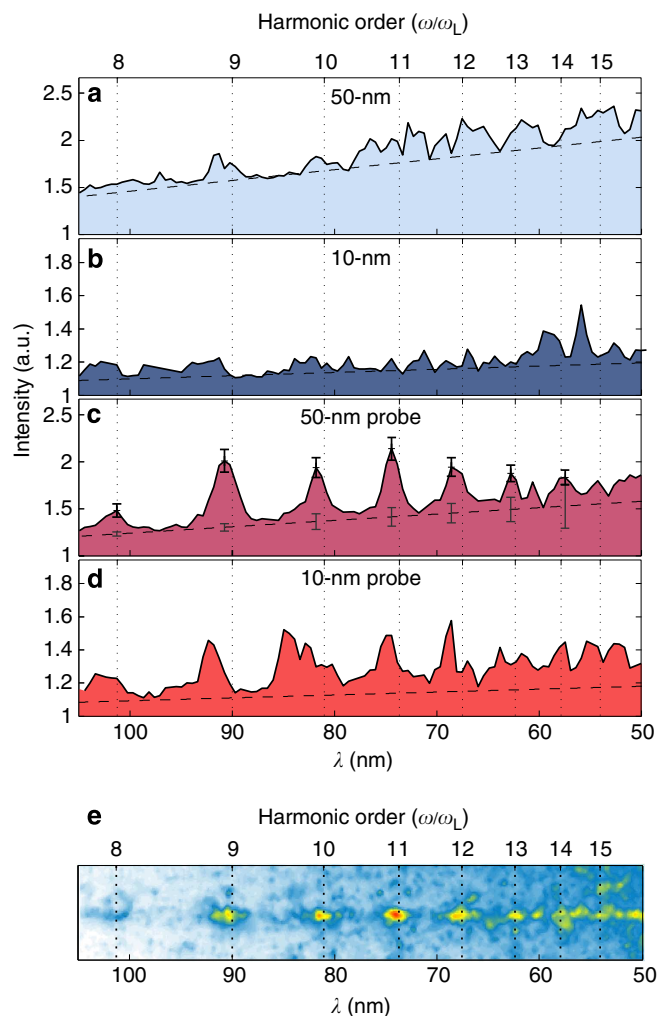 Harmonic order (ω/ωL)
8 9 10 11 12 13 14 15
a
50-nm
2.5
2
1.5
1
b
10-nm
1.8
1.6
1.4
1.2
1
Intensity (a.u.)
c
50-nm probe
2.5
2
1.5
1
d
10-nm probe
1.8
1.6
1.4
1.2
1
100 90 80 70 60 50
λ (nm)
e
Harmonic order (ω/ωL)
8 9 10 11 12 13 14 15
100 90 80 70 60 50
λ (nm)